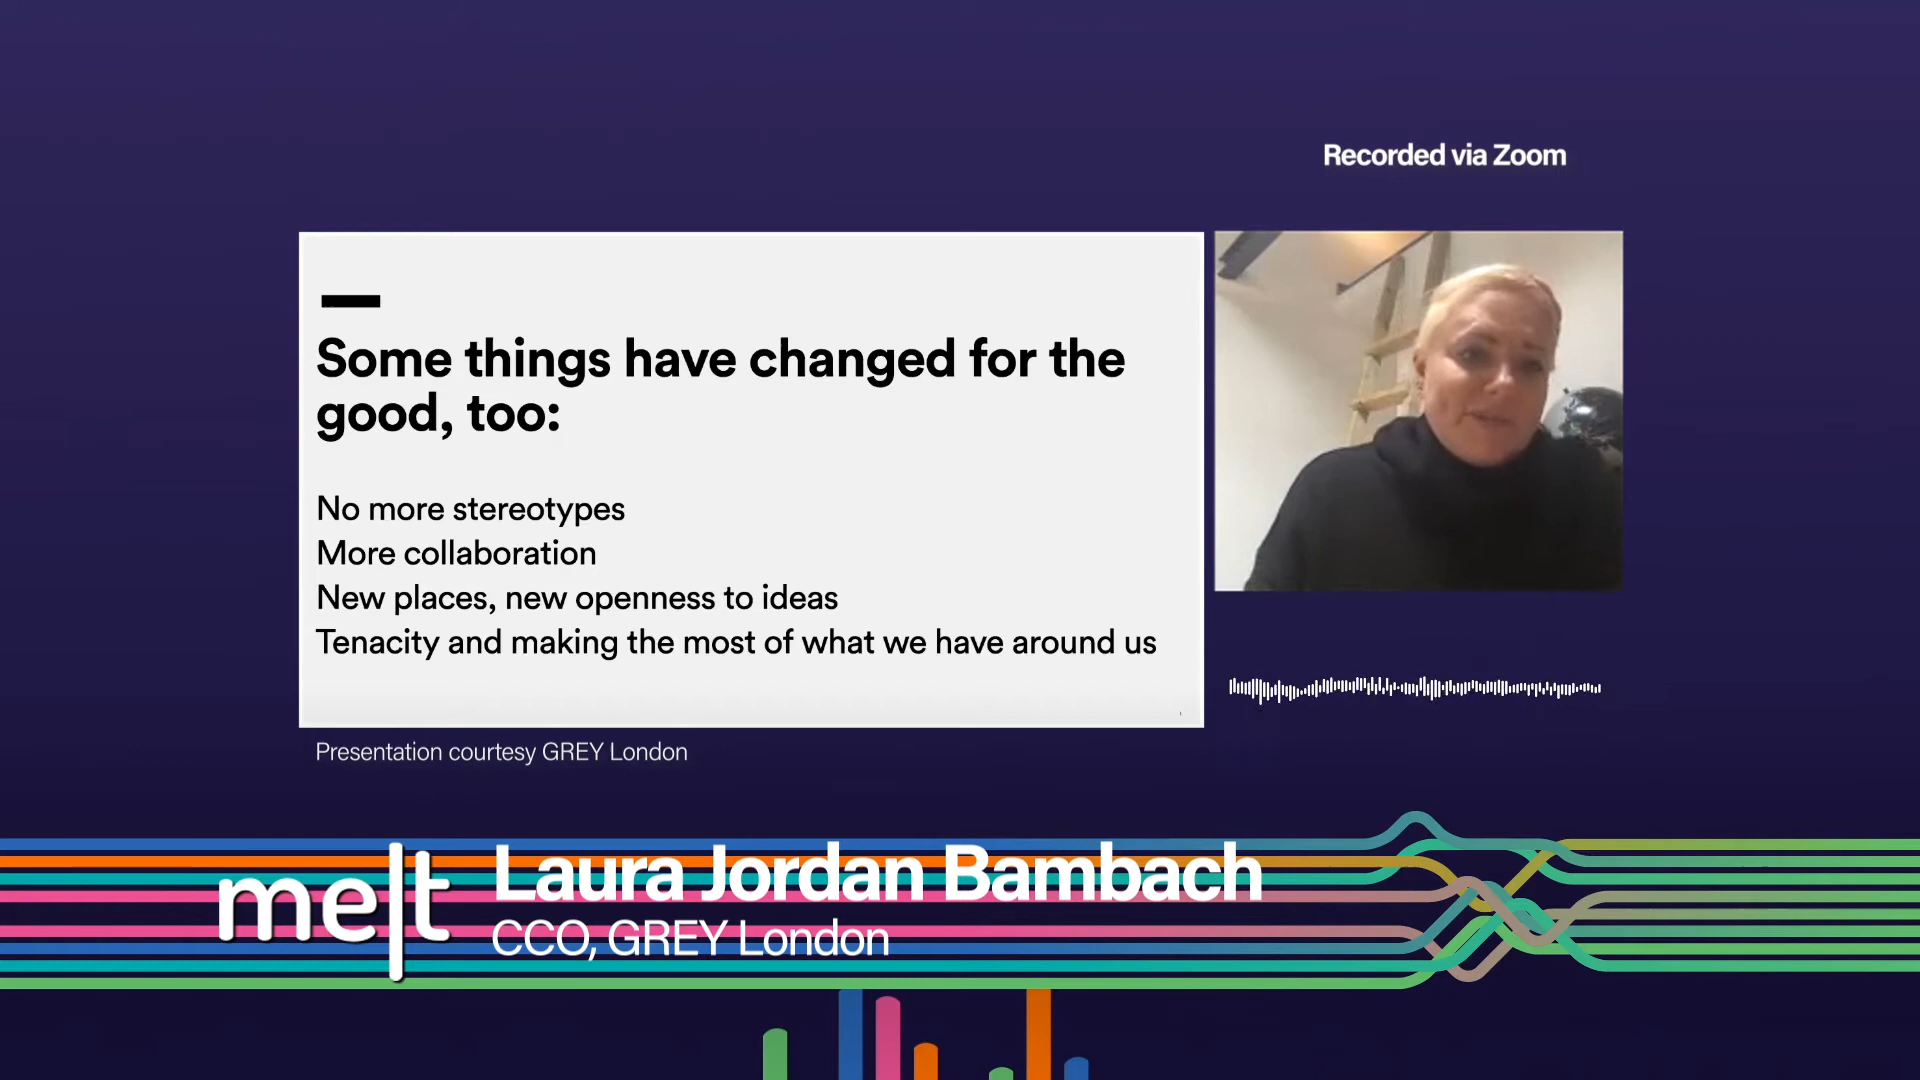 Recorded via Zoom
Some things have changed for the
good, too:
No more stereotypes
More collaboration
New places, new openness to ideas
Tenacity and making the most of what we have around us
Presentation courtesy GREY London
melt
Laura Jordan Bambach
CCO, GREY London